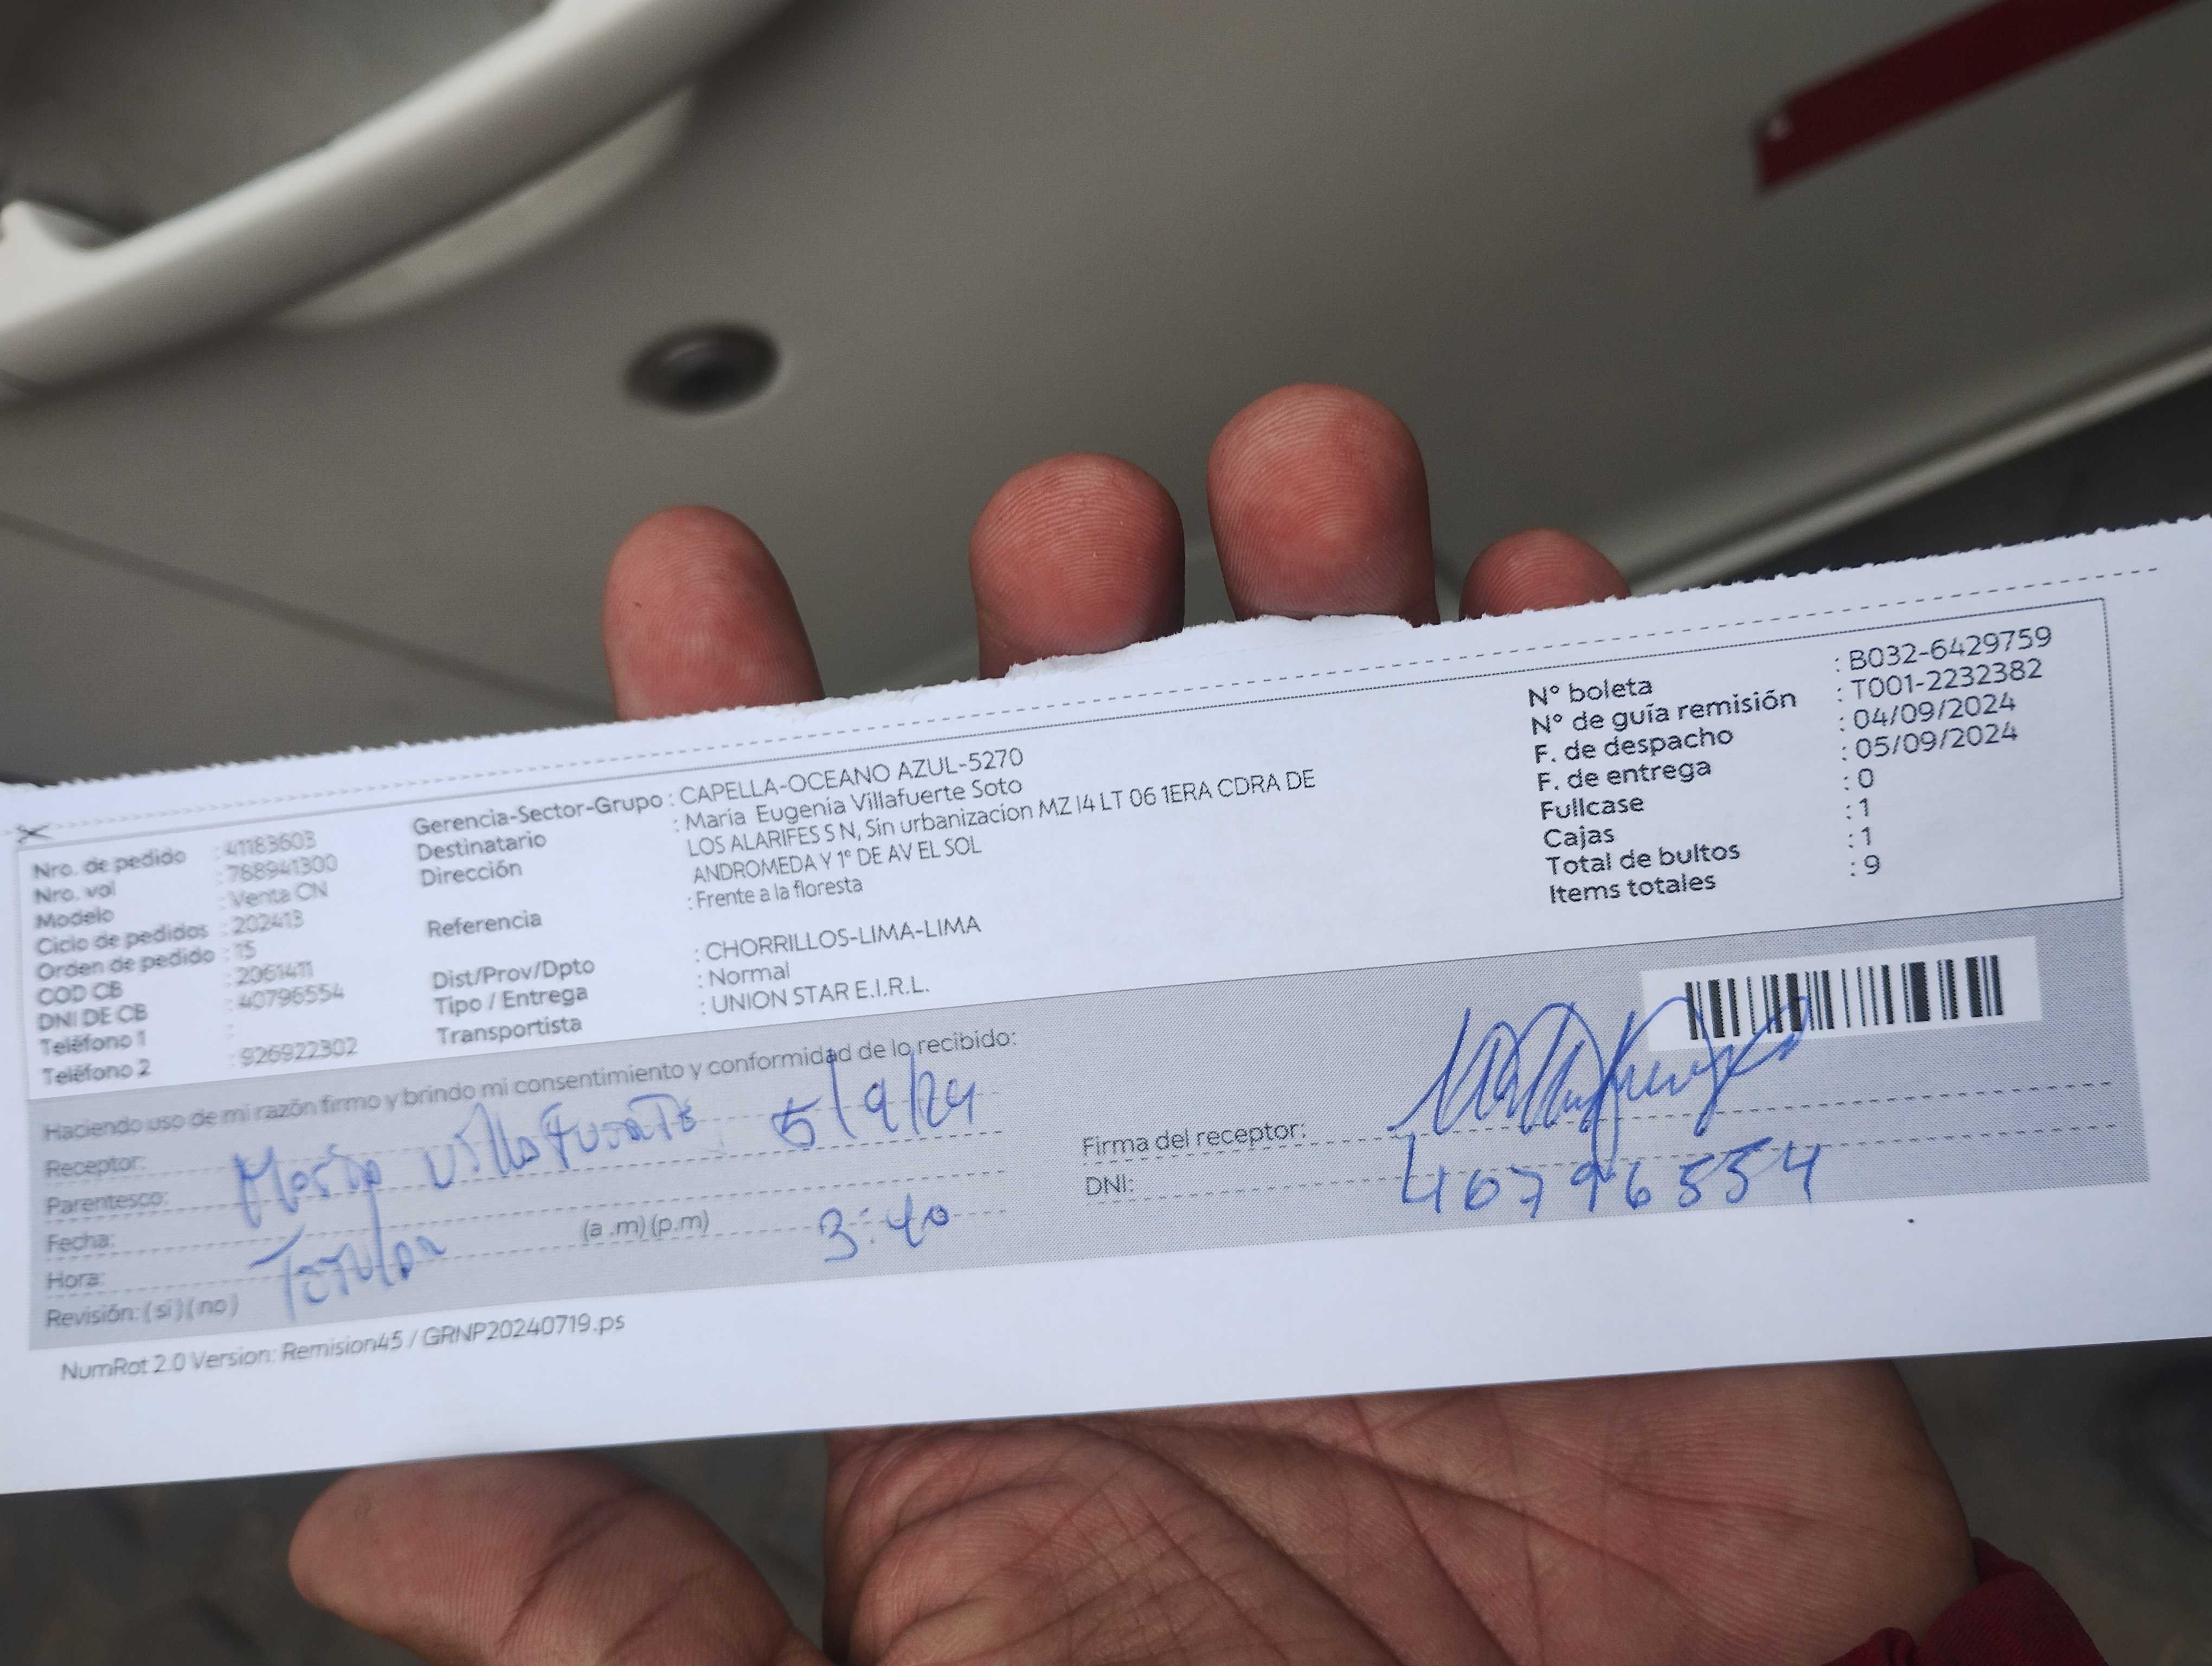 Nro. de pedido : 41183603
Nro. vol : 788941300
Modelo : Venta CN
Ciclo de pedidos : 202413
Orden de pedido : 15
COD CB : 2061411
DNI DE CB : 40796554
Teléfono 1 :
Teléfono 2 : 926922302
Gerencia-Sector-Grupo : CAPELLA-OCEANO AZUL-5270
Destinatario : Maria Eugenia Villafuerte Soto
Dirección LOS ALARIFES S N, Sin urbanizacion MZ I4 LT 06 1ERA CDRA DE
ANDROMEDA Y 1° DE AV EL SOL
Referencia : Frente a la floresta
Dist/Prov/Dpto : CHORRILLOS-LIMA-LIMA
Tipo / Entrega : Normal
Transportista : UNION STAR E.I.R.L.
N° boleta : B032-6429759
N° de guía remisión : T001-2232382
F. de despacho : 04/09/2024
F. de entrega : 05/09/2024
Fullcase : 0
Cajas : 1
Total de bultos : 1
Items totales : 9
Haciendo uso de mi razón firmo y brindo mi consentimiento y conformidad de lo recibido:
Receptor: María Villafuerte 5/9/24
Parentesco:
Fecha:
Hora: Titular (a .m) (p.m) 3:40
Revisión: ( si ) ( no )
Firma del receptor:
DNI: 40796554
NumRot 2.0 Version: Remision45 / GRNP20240719.ps